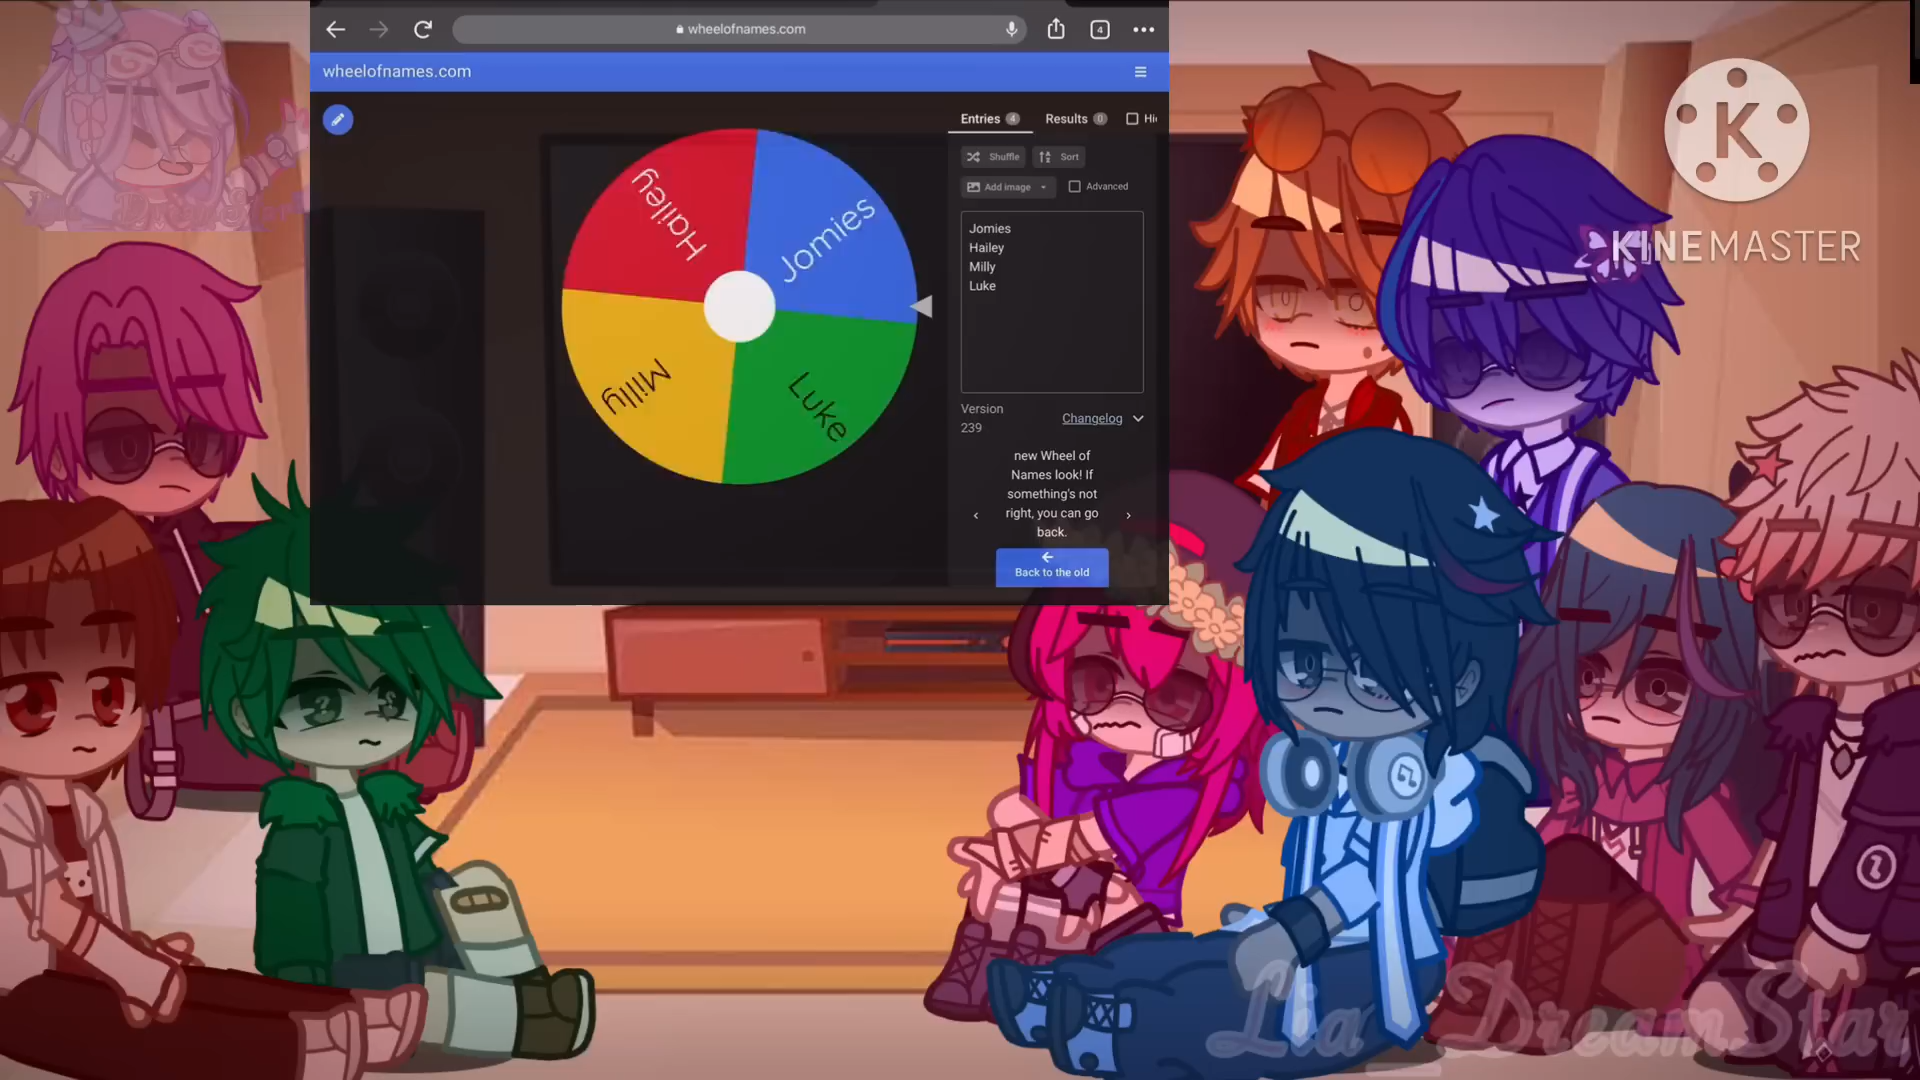 wheelofnames.com
4
wheelofnames.com
Entries 4
Results 0
Hi
Shuffle
Sort
Add image
Advanced
Hailey
Jomies
Milly
Luke
Jomies
Hailey
Milly
Luke
Version
239
Changelog
new Wheel of
Names look! If
something's not
right, you can go
back.
Back to the old
K
KINEMASTER
Lia DreamStar